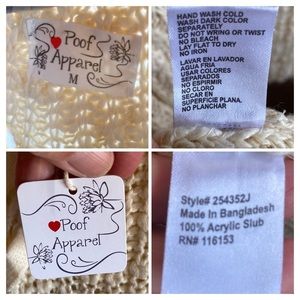 Poof
Apparel
M
HAND WASH COLD
WASH DARK COLOR
SEPARATELY
DO NOT WRING OR TWIST
NO BLEACH
LAY FLAT TO DRY
NO IRON
LAVAR EN LAVADOR
AGUA FRIA
USAR COLORES
SEPARADOS
NO ESPRIMIR
NO CLORO
SECAR EN
SUPERFICIE PLANA.
NO PLANCHAR
Poof
Apparel
Style# 254352J
Made In Bangladesh
100% Acrylic Slub
RN# 116153